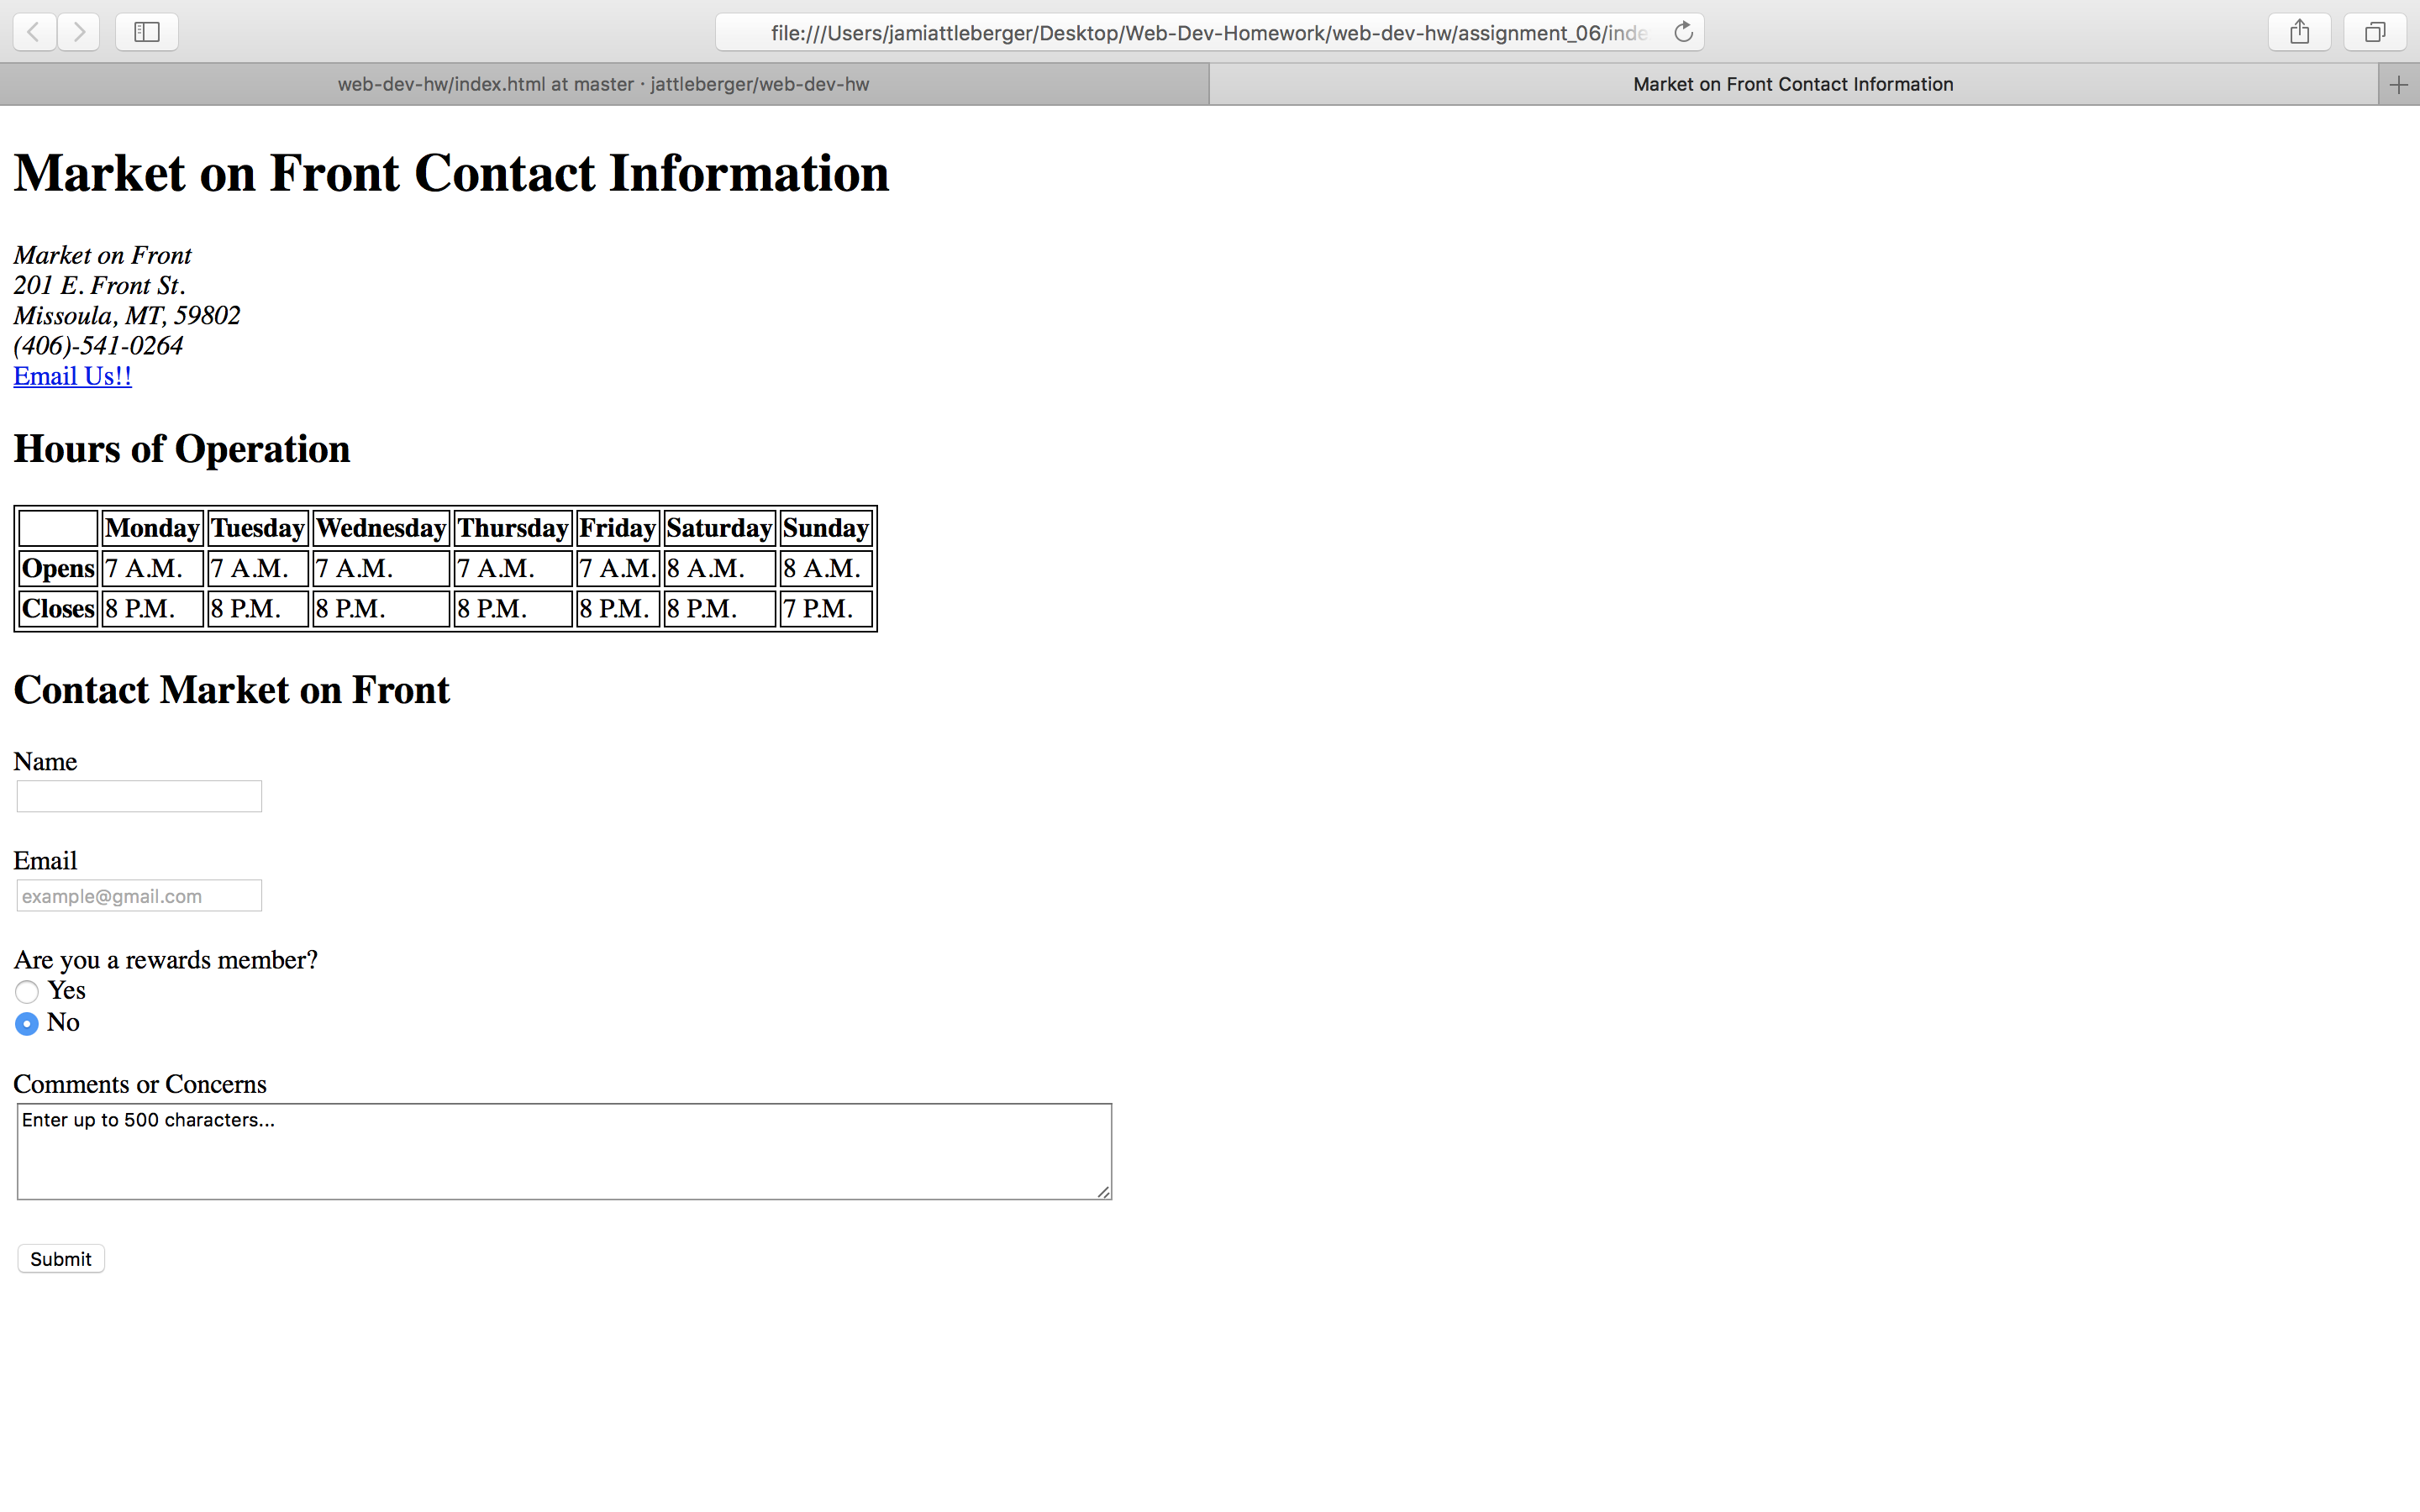 file:///Users/jamiattleberger/Desktop/Web-Dev-Homework/web-dev-hw/assignment_06/inde
web-dev-hw/index.html at master · jattleberger/web-dev-hw
Market on Front Contact Information
Market on Front Contact Information
Market on Front
201 E. Front St.
Missoula, MT, 59802
(406)-541-0264
Email Us!!
Hours of Operation
Monday Tuesday Wednesday Thursday Friday Saturday Sunday
Opens 7 A.M. 7 A.M. 7 A.M. 7 A.M. 7 A.M. 8 A.M. 8 A.M.
Closes 8 P.M. 8 P.M. 8 P.M. 8 P.M. 8 P.M. 8 P.M. 7 P.M.
Contact Market on Front
Name
Email
example@gmail.com
Are you a rewards member?
Yes
No
Comments or Concerns
Enter up to 500 characters...
Submit